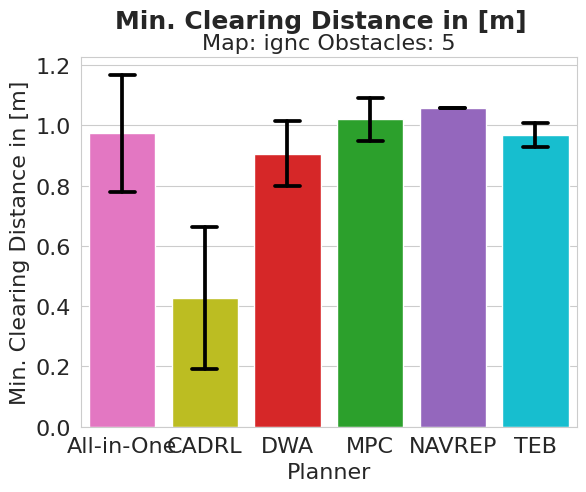 Min. Clearing Distance in [m]
Map: ignc Obstacles: 5
Min. Clearing Distance in [m]
1.2
1.0
0.8
0.6
0.4
0.2
0.0
All-in-One CADRL DWA MPC NAVREP TEB
Planner